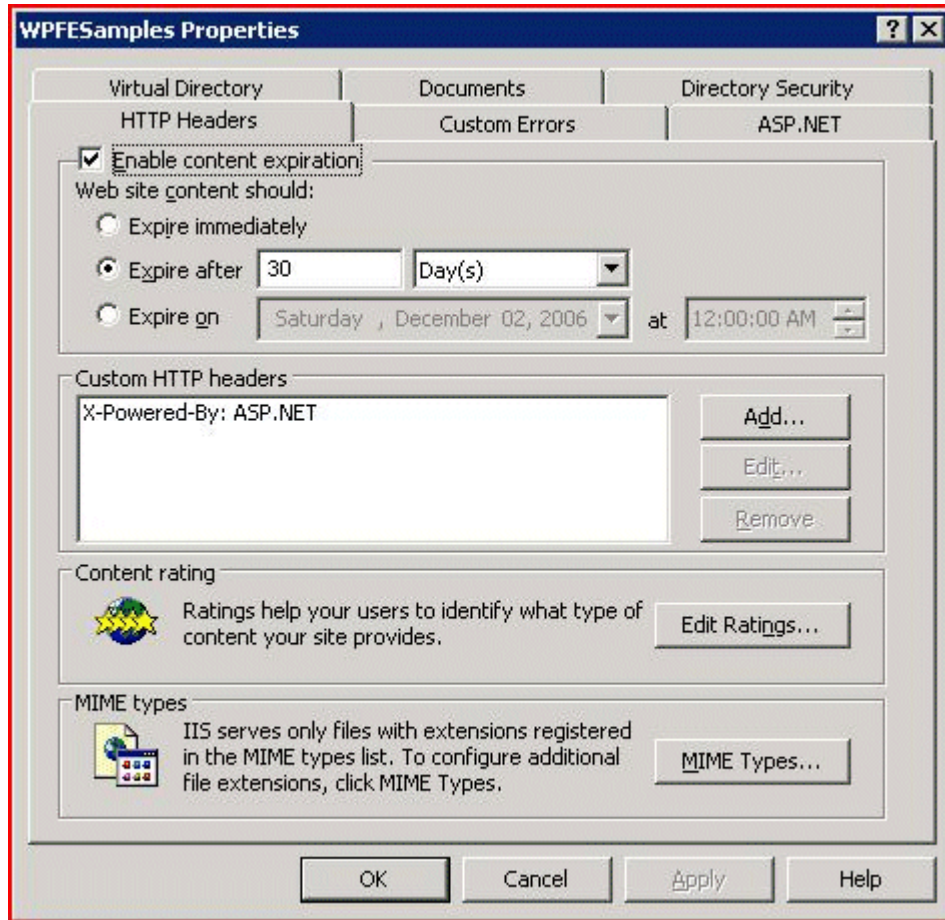 WPFESamples Properties
Virtual Directory
Documents
Directory Security
HTTP Headers
Custom Errors
ASP.NET
Enable content expiration
Web site content should:
Expire immediately
Expire after 30 Day(s)
Expire on Saturday , December 02, 2006 at 12:00:00 AM
Custom HTTP headers
X-Powered-By: ASP.NET
Add...
Edit...
Remove
Content rating
Ratings help your users to identify what type of
content your site provides.
Edit Ratings...
MIME types
IIS serves only files with extensions registered
in the MIME types list. To configure additional
file extensions, click MIME Types.
MIME Types...
OK
Cancel
Apply
Help